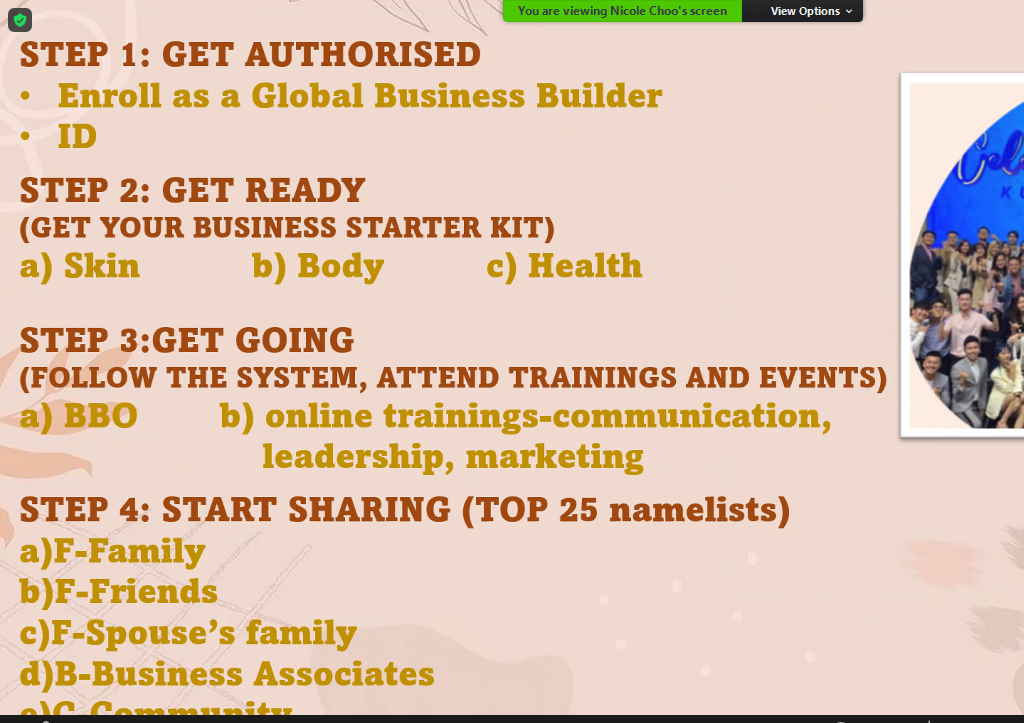 You are viewing Nicole Choo's screen View Options
STEP 1: GET AUTHORISED
• Enroll as a Global Business Builder
• ID
STEP 2: GET READY
(GET YOUR BUSINESS STARTER KIT)
a) Skin b) Body c) Health
STEP 3:GET GOING
(FOLLOW THE SYSTEM, ATTEND TRAININGS AND EVENTS)
a) BBO b) online trainings-communication,
leadership, marketing
STEP 4: START SHARING (TOP 25 namelists)
a)F-Family
b)F-Friends
c)F-Spouse’s family
d)B-Business Associates
e)C-Community